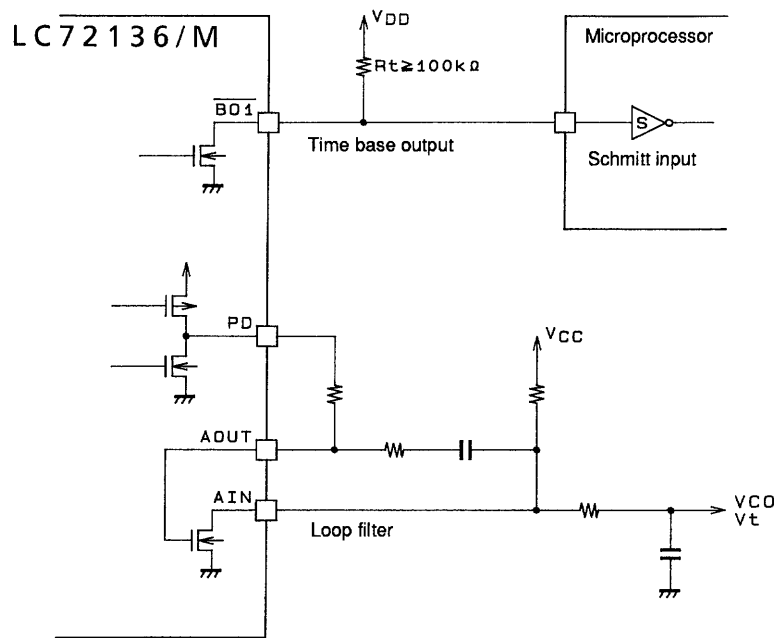 LC72136/M
VDD
Rt≧100kΩ
Microprocessor
BO1
Time base output
S
Schmitt input
PD
VCC
AOUT
AIN
Loop filter
VCO
Vt